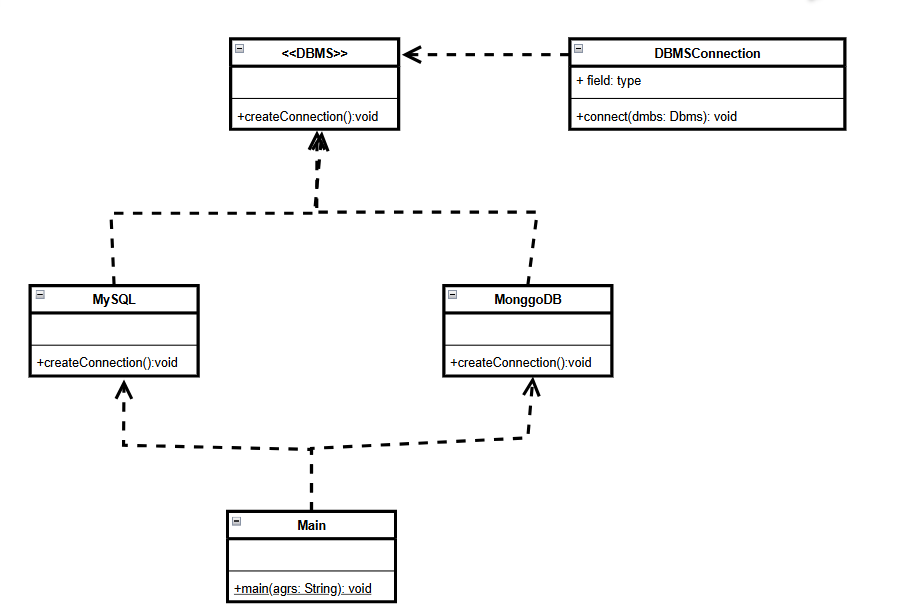 <<DBMS>>
+createConnection():void
DBMSConnection
+ field: type
+connect(dmbs: Dbms): void
MySQL
+createConnection():void
MonggoDB
+createConnection():void
Main
+main(agrs: String): void